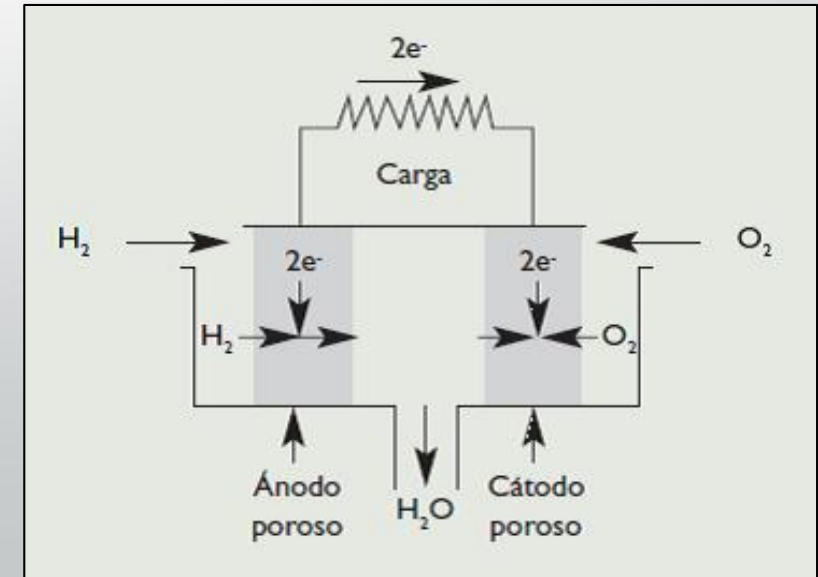 2e-
Carga
H₂
O₂
2e-
2e-
H₂
O₂
Ánodo
poroso
H₂O
Cátodo
poroso